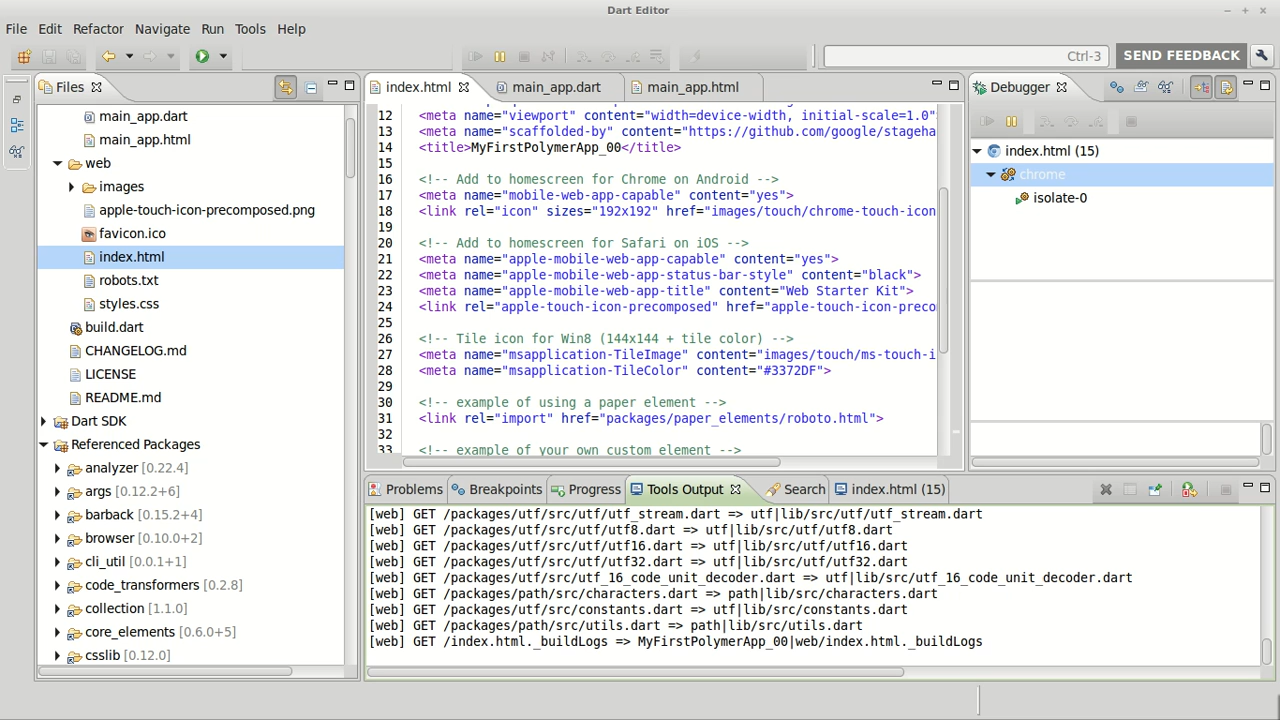 Dart Editor
File Edit Refactor Navigate Run Tools Help
Ctrl-3
SEND FEEDBACK
Files
main_app.dart
main_app.html
web
images
apple-touch-icon-precomposed.png
favicon.ico
index.html
robots.txt
styles.css
build.dart
CHANGELOG.md
LICENSE
README.md
Dart SDK
Referenced Packages
analyzer [0.22.4]
args [0.12.2+6]
barback [0.15.2+4]
browser [0.10.0+2]
cli_util [0.0.1+1]
code_transformers [0.2.8]
collection [1.1.0]
core_elements [0.6.0+5]
csslib [0.12.0]
index.html main_app.dart main_app.html
12 <meta name="viewport" content="width=device-width, initial-scale=1.0"
13 <meta name="scaffolded-by" content="https://github.com/google/stageha
14 <title>MyFirstPolymerApp_00</title>
15
16 <!-- Add to homescreen for Chrome on Android -->
17 <meta name="mobile-web-app-capable" content="yes">
18 <link rel="icon" sizes="192x192" href="images/touch/chrome-touch-icon
19
20 <!-- Add to homescreen for Safari on iOS -->
21 <meta name="apple-mobile-web-app-capable" content="yes">
22 <meta name="apple-mobile-web-app-status-bar-style" content="black">
23 <meta name="apple-mobile-web-app-title" content="Web Starter Kit">
24 <link rel="apple-touch-icon-precomposed" href="apple-touch-icon-preco
25
26 <!-- Tile icon for Win8 (144x144 + tile color) -->
27 <meta name="msapplication-TileImage" content="images/touch/ms-touch-i
28 <meta name="msapplication-TileColor" content="#3372DF">
29
30 <!-- example of using a paper element -->
31 <link rel="import" href="packages/paper_elements/roboto.html">
32
33 <!-- example of your own custom element -->
Debugger
index.html (15)
chrome
isolate-0
Problems Breakpoints Progress Tools Output Search index.html (15)
[web] GET /packages/utf/src/utf/utf_stream.dart => utf|lib/src/utf/utf_stream.dart
[web] GET /packages/utf/src/utf/utf8.dart => utf|lib/src/utf/utf8.dart
[web] GET /packages/utf/src/utf/utf16.dart => utf|lib/src/utf/utf16.dart
[web] GET /packages/utf/src/utf/utf32.dart => utf|lib/src/utf/utf32.dart
[web] GET /packages/utf/src/utf_16_code_unit_decoder.dart => utf|lib/src/utf_16_code_unit_decoder.dart
[web] GET /packages/path/src/characters.dart => path|lib/src/characters.dart
[web] GET /packages/utf/src/constants.dart => utf|lib/src/constants.dart
[web] GET /packages/path/src/utils.dart => path|lib/src/utils.dart
[web] GET /index.html._buildLogs => MyFirstPolymerApp_00|web/index.html._buildLogs